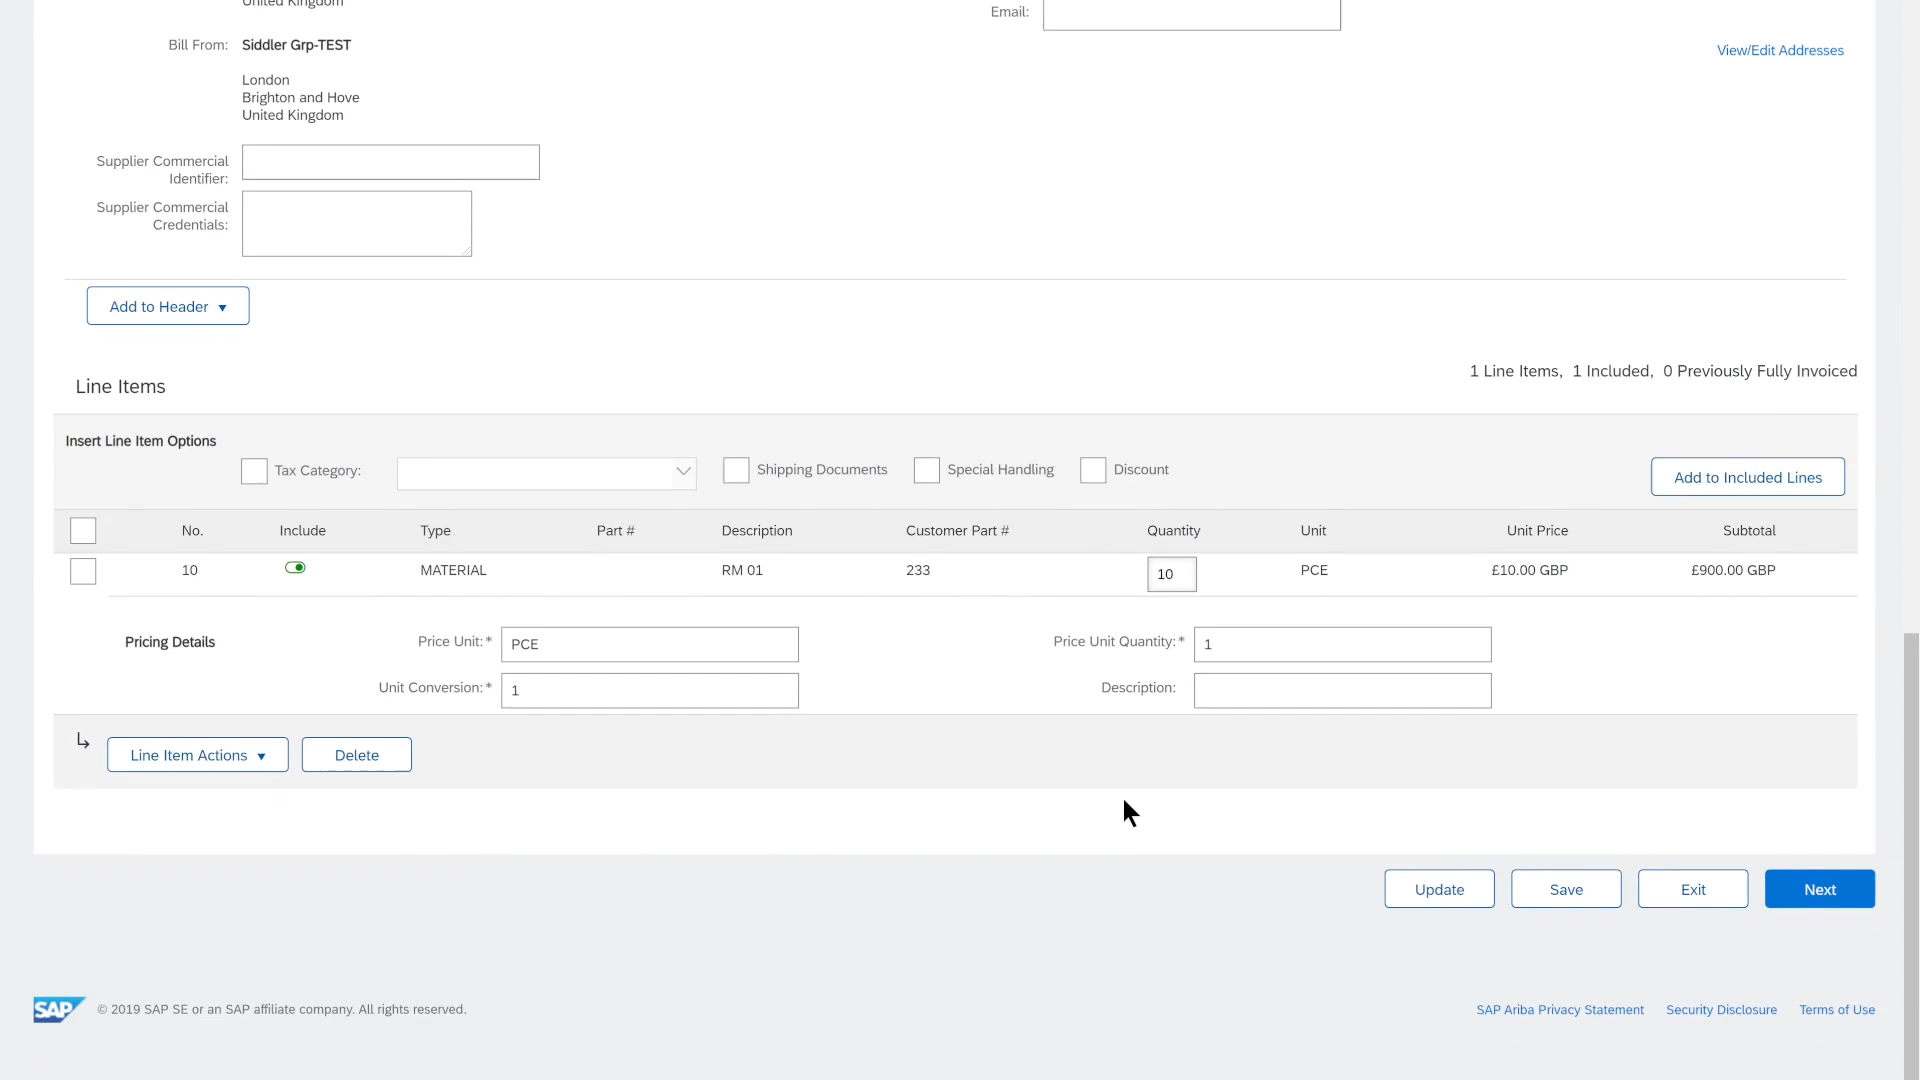 United Kingdom
Email:
Bill From: Siddler Grp-TEST
View/Edit Addresses
London
Brighton and Hove
United Kingdom
Supplier Commercial
Identifier:
Supplier Commercial
Credentials:
Add to Header ▼
1 Line Items, 1 Included, 0 Previously Fully Invoiced
Line Items
Insert Line Item Options
Tax Category: Shipping Documents Special Handling Discount Add to Included Lines
No. Include Type Part # Description Customer Part # Quantity Unit Unit Price Subtotal
10 MATERIAL RM 01 233 10 PCE £10.00 GBP £900.00 GBP
Pricing Details Price Unit:* PCE Price Unit Quantity:* 1
Unit Conversion:* 1 Description:
Line Item Actions ▼ Delete
Update Save Exit Next
SAP © 2019 SAP SE or an SAP affiliate company. All rights reserved. SAP Ariba Privacy Statement Security Disclosure Terms of Use